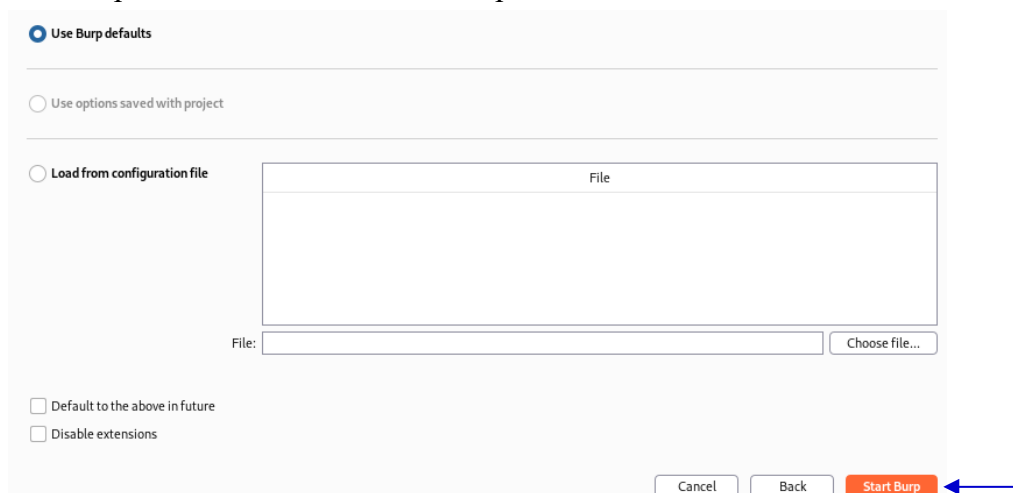 Use Burp defaults
Use options saved with project
Load from configuration file
File
File:
Choose file...
Default to the above in future
Disable extensions
Cancel Back Start Burp